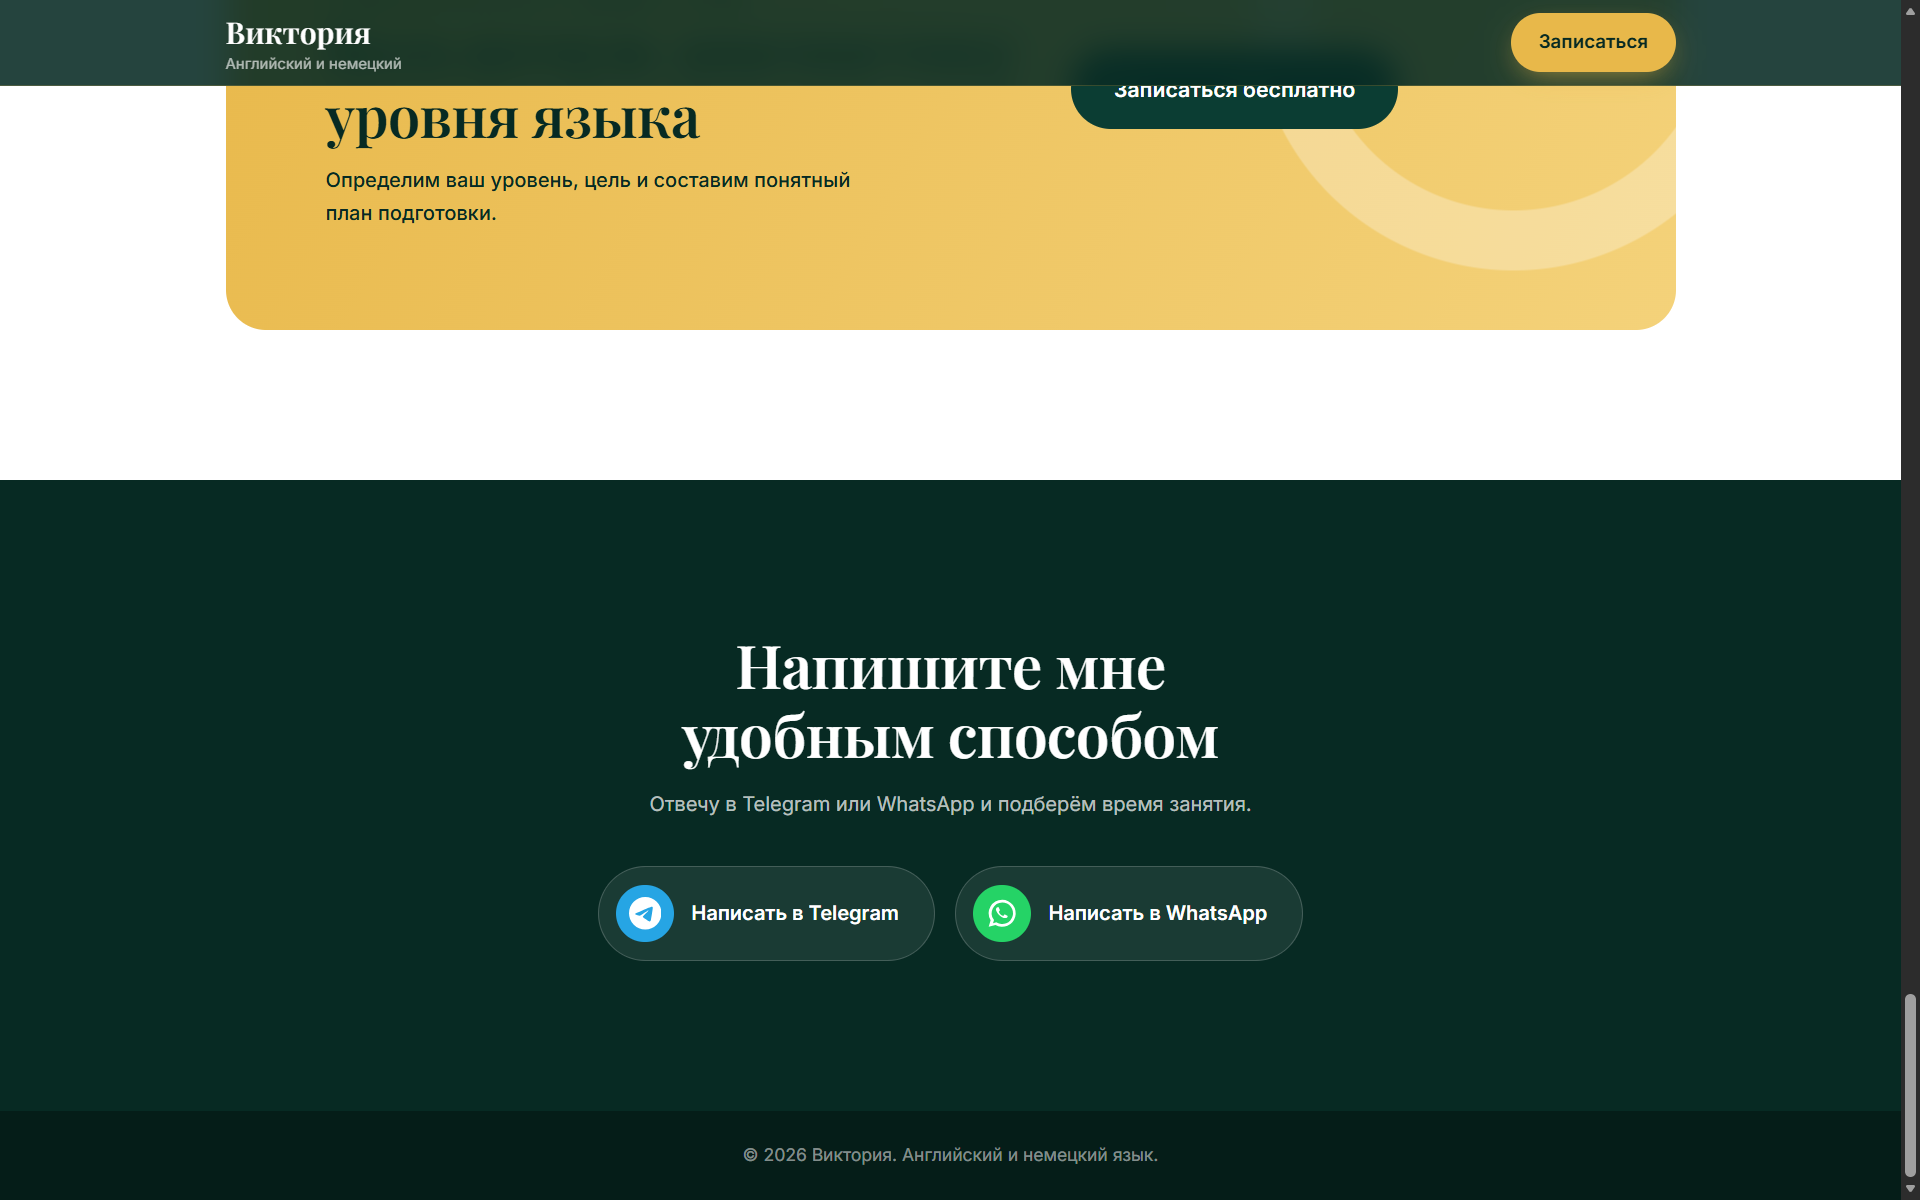 Виктория
Английский и немецкий
Записаться
Записаться бесплатно
уровня языка
Определим ваш уровень, цель и составим понятный
план подготовки.
Напишите мне
удобным способом
Отвечу в Telegram или WhatsApp и подберём время занятия.
Написать в Telegram
Написать в WhatsApp
© 2026 Виктория. Английский и немецкий язык.